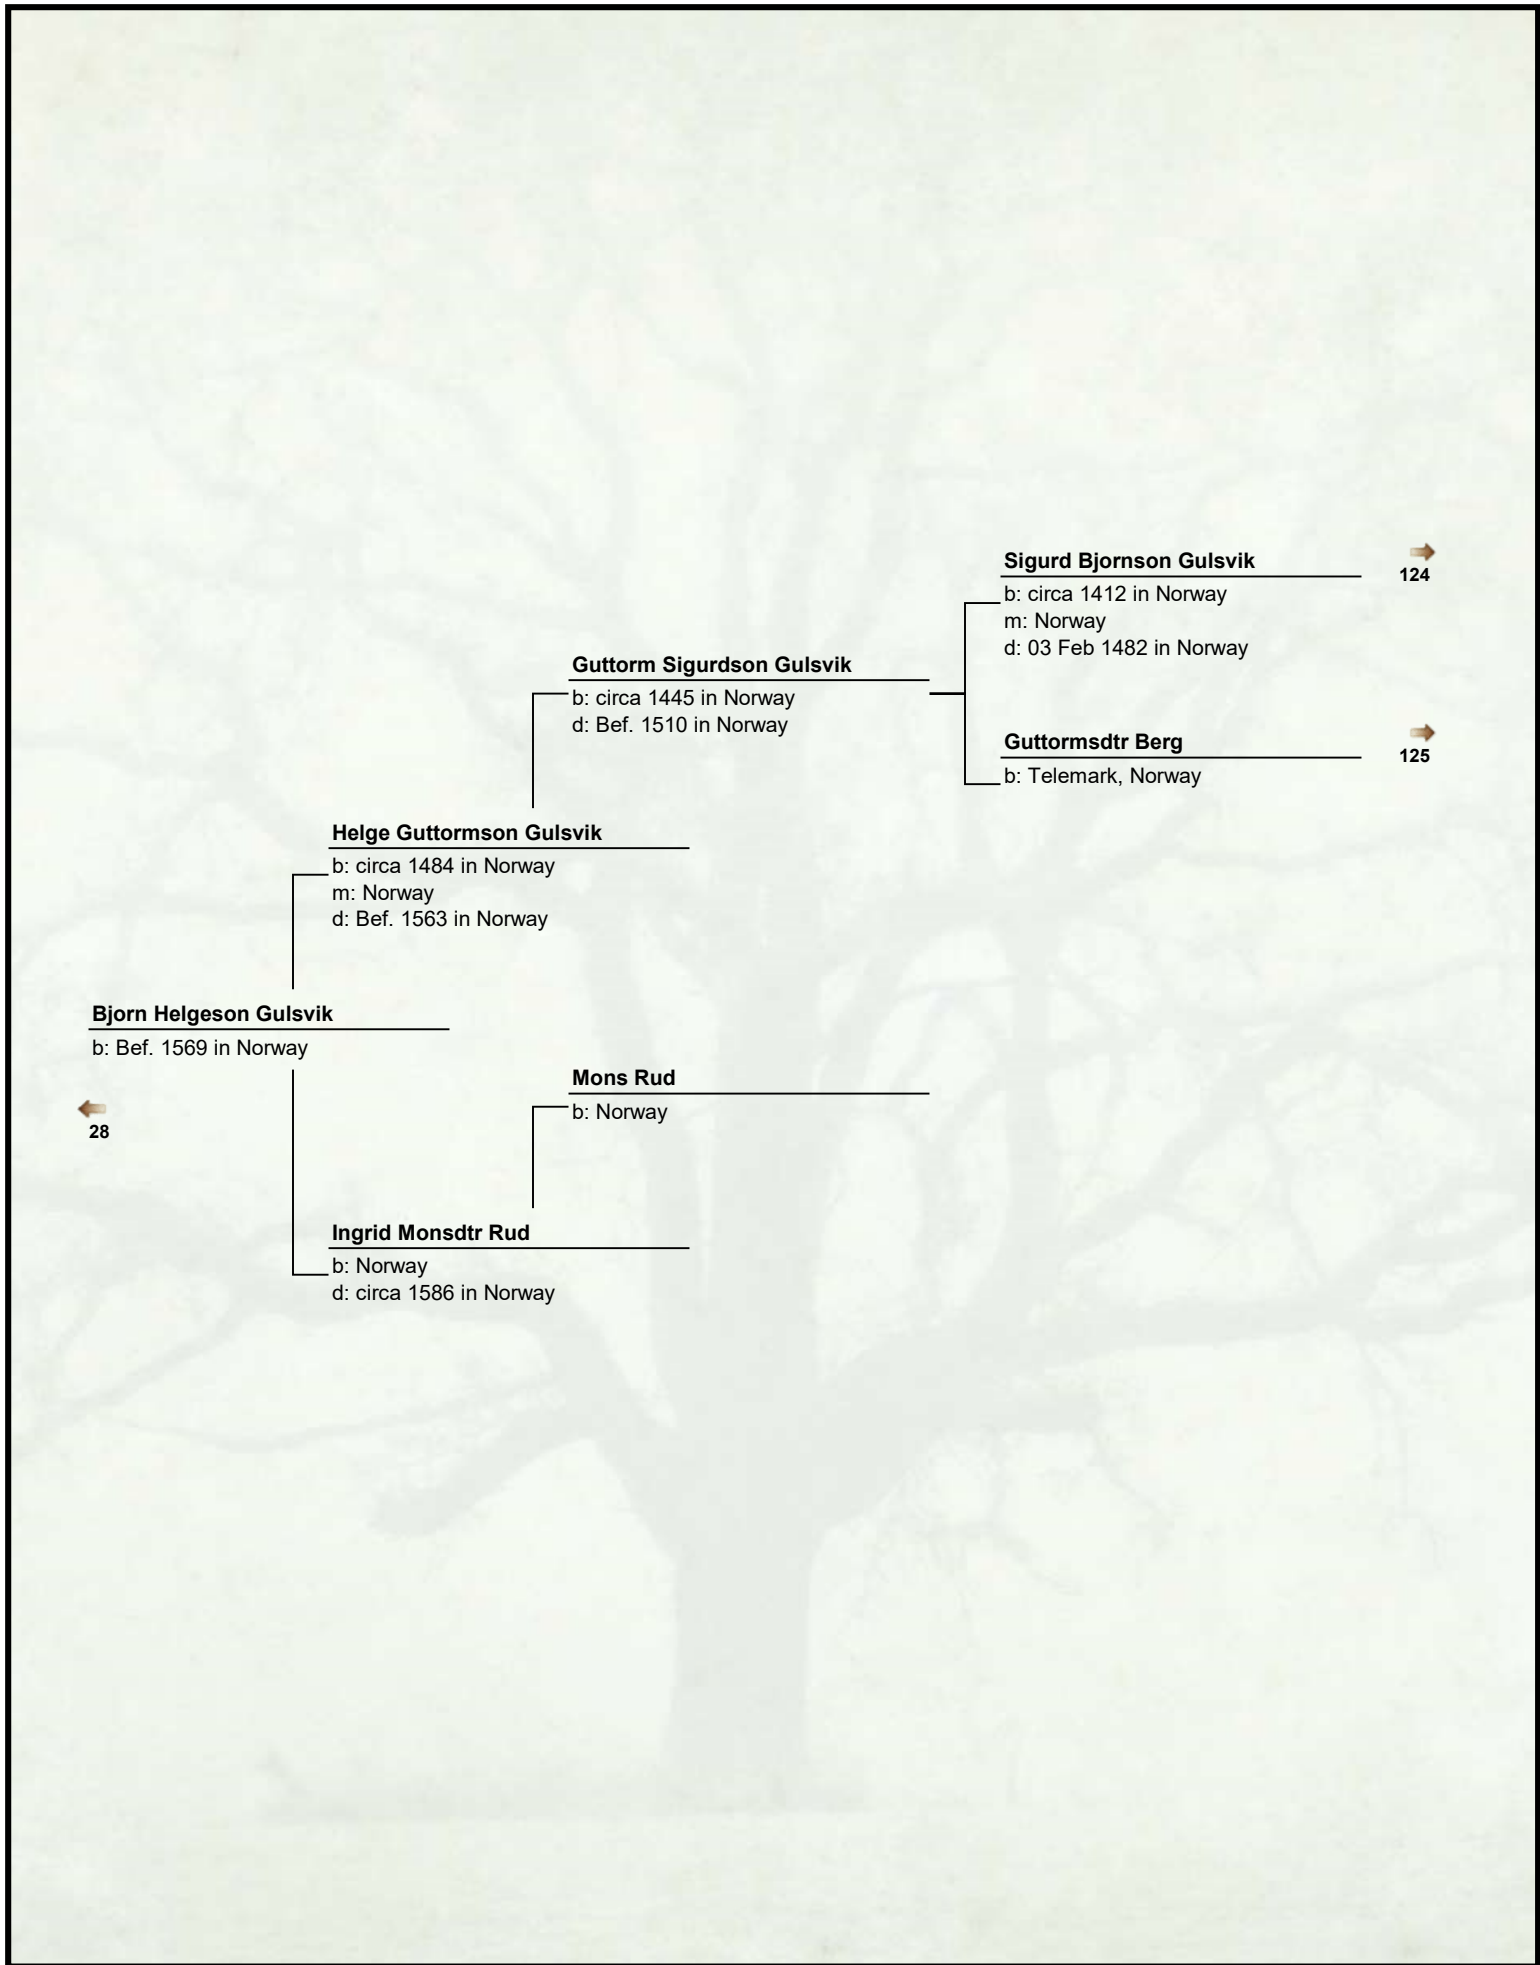 Sigurd Bjornson Gulsvik
b: circa 1412 in Norway
m: Norway
d: 03 Feb 1482 in Norway
124
Guttorm Sigurdson Gulsvik
b: circa 1445 in Norway
d: Bef. 1510 in Norway
Guttormsdtr Berg
b: Telemark, Norway
125
Helge Guttormson Gulsvik
b: circa 1484 in Norway
m: Norway
d: Bef. 1563 in Norway
Bjorn Helgeson Gulsvik
b: Bef. 1569 in Norway
28
Mons Rud
b: Norway
Ingrid Monsdtr Rud
b: Norway
d: circa 1586 in Norway